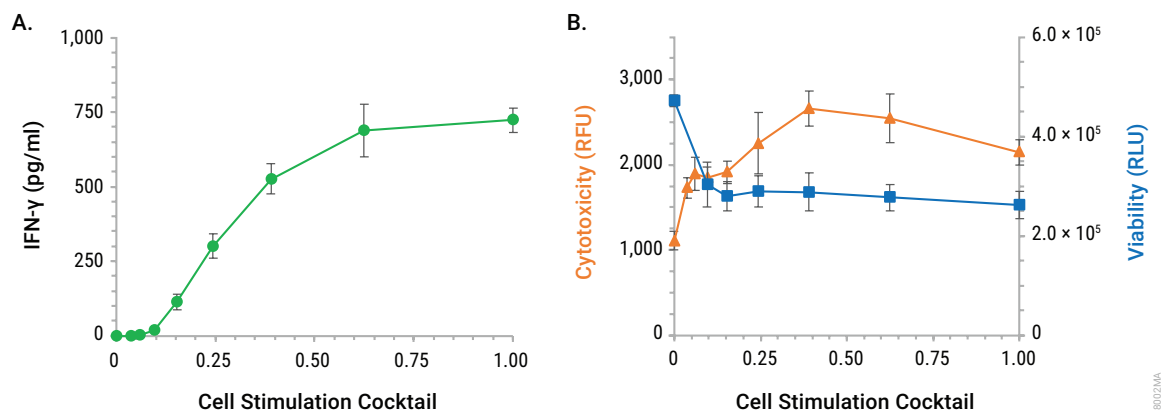 A.
1,000
750
500
250
0
IFN-γ (pg/ml)
0 0.25 0.50 0.75 1.00
Cell Stimulation Cocktail
B.
3,000
2,000
1,000
0
Cytotoxicity (RFU)
6.0 × 10⁵
4.0 × 10⁵
2.0 × 10⁵
0
Viability (RLU)
0 0.25 0.50 0.75 1.00
Cell Stimulation Cocktail
8002MA